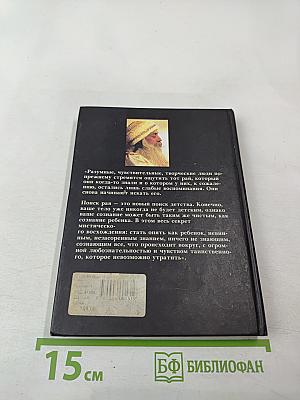 «Разумные, чувствительные, творческие люди по-
прежнему стремятся ощутить тот рай, который
они когда-то знали и о котором у них, к сожале-
нию, остались лишь слабые воспоминания. Они
снова начинают искать его.
Поиск рая — это новый поиск детства. Конечно,
ваше тело уже никогда не будет детским, однако
ваше сознание может быть таким же чистым, как
сознание ребенка. В этом весь секрет
мистическо-
го восхождения: стать опять как ребенок, невин-
ным, незасоренным знанием, ничего не знающим,
сознающим все, что происходит вокруг, с огром-
ной любознательностью и чувством таинственно-
го, которое невозможно утратить».
15 см
БФ БИБЛИОФАН